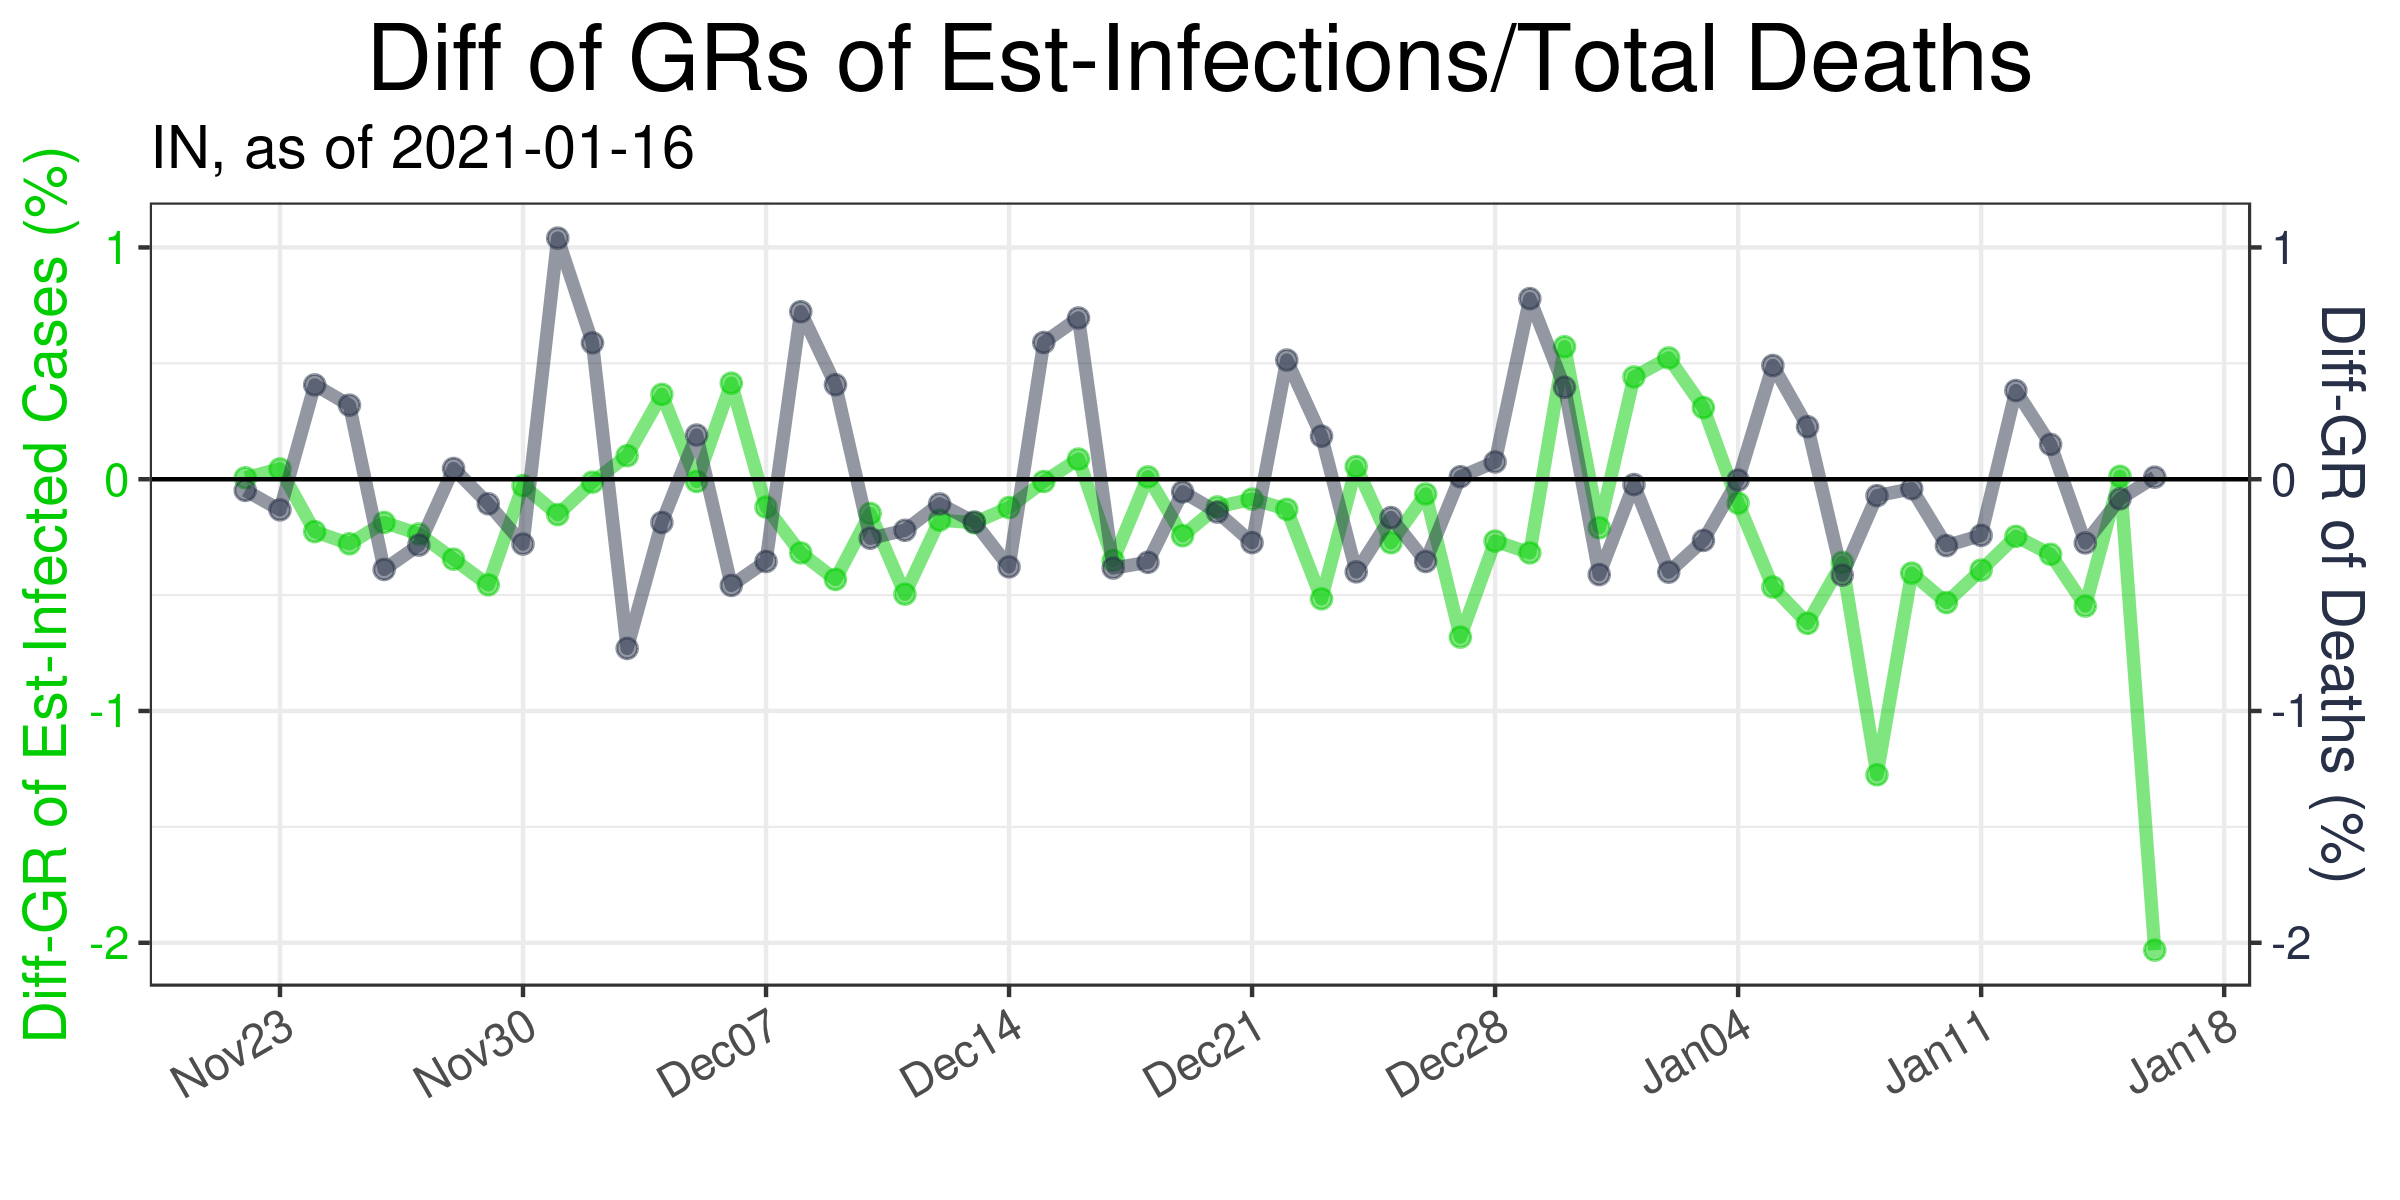 Diff of GRs of Est-Infections/Total Deaths
IN, as of 2021-01-16
Diff-GR of Est-Infected Cases (%)
1
0
-1
-2
1
0
-1
-2
Diff-GR of Deaths (%)
Nov23
Nov30
Dec07
Dec14
Dec21
Dec28
Jan04
Jan11
Jan18